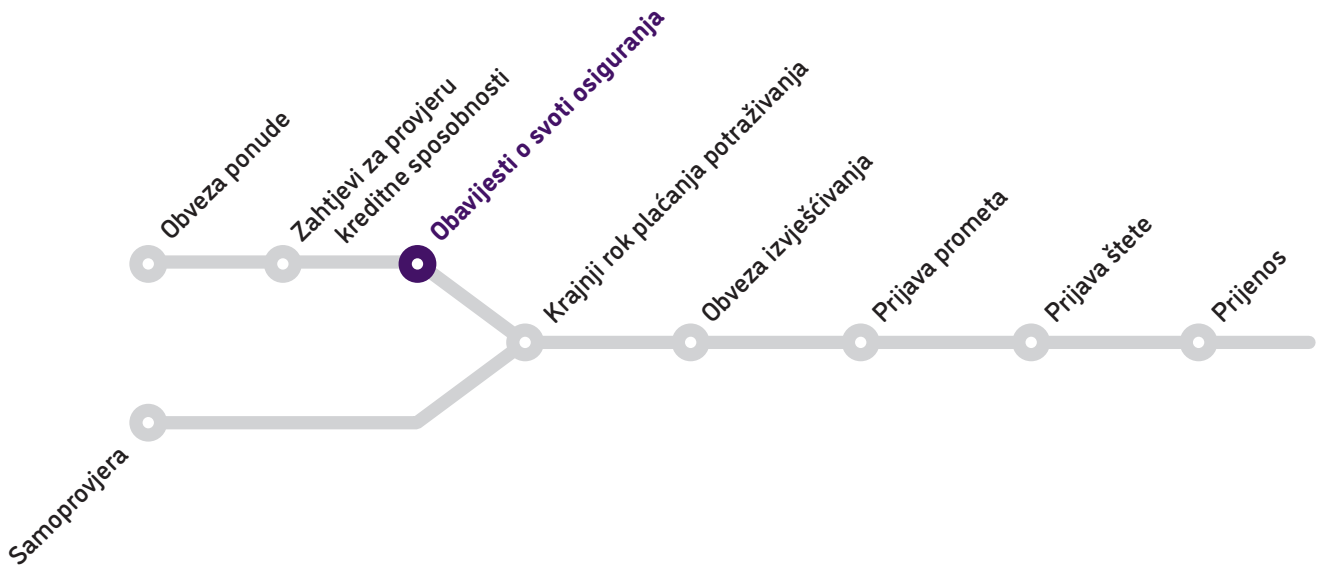 Obveza ponude
Zahtjevi za provjeru
kreditne sposobnosti
Obavijesti o svoti osiguranja
Krajnji rok plaćanja potraživanja
Obveza izvješćivanja
Prijava prometa
Prijava štete
Prijenos
Samoprovjera